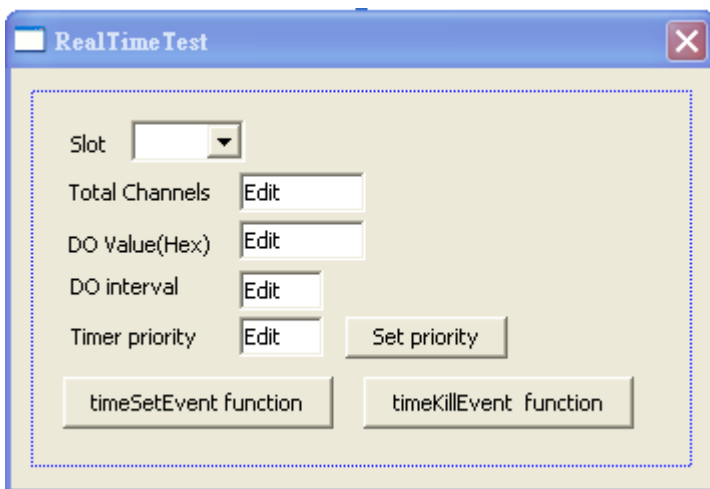 RealTimeTest
Slot
Total Channels Edit
DO Value(Hex) Edit
DO interval Edit
Timer priority Edit Set priority
timeSetEvent function timeKillEvent function